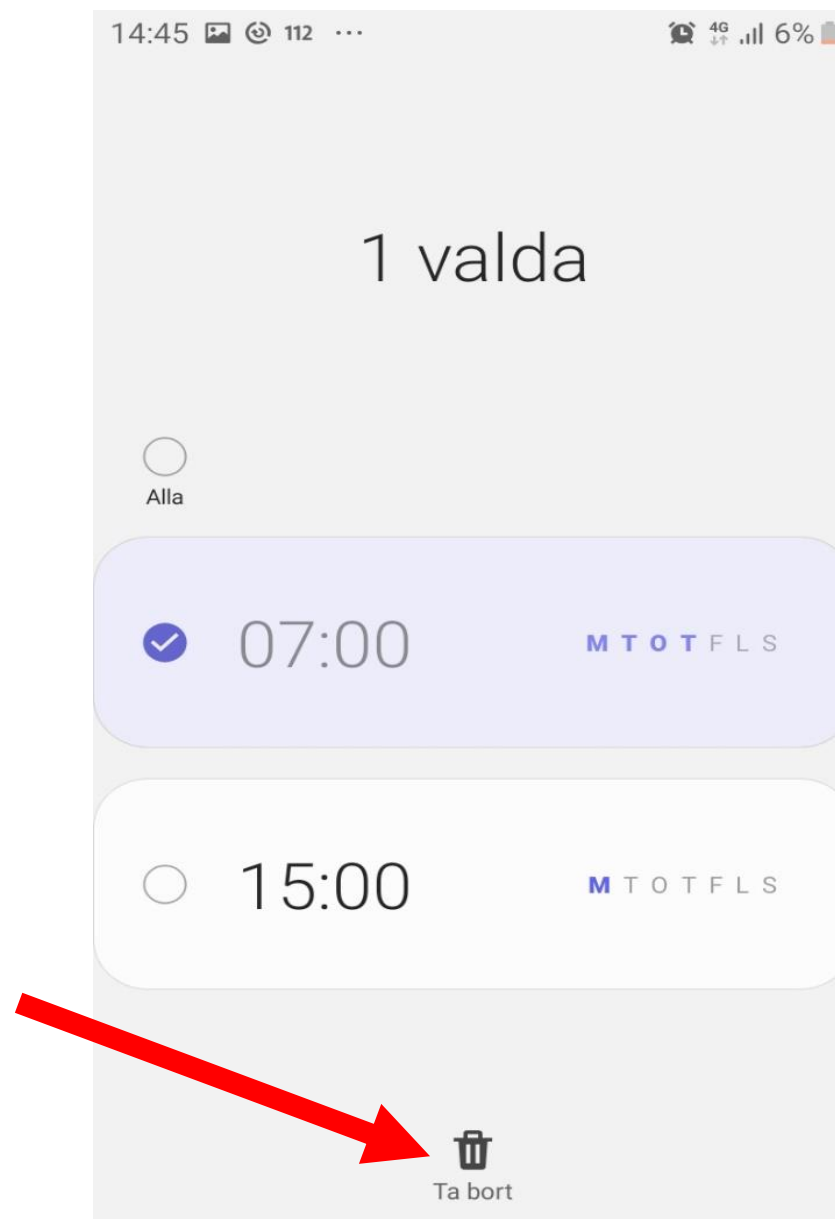 14:45 112 ... 4G 6%
1 valda
Alla
07:00 M T O T F L S
15:00 M T O T F L S
Ta bort